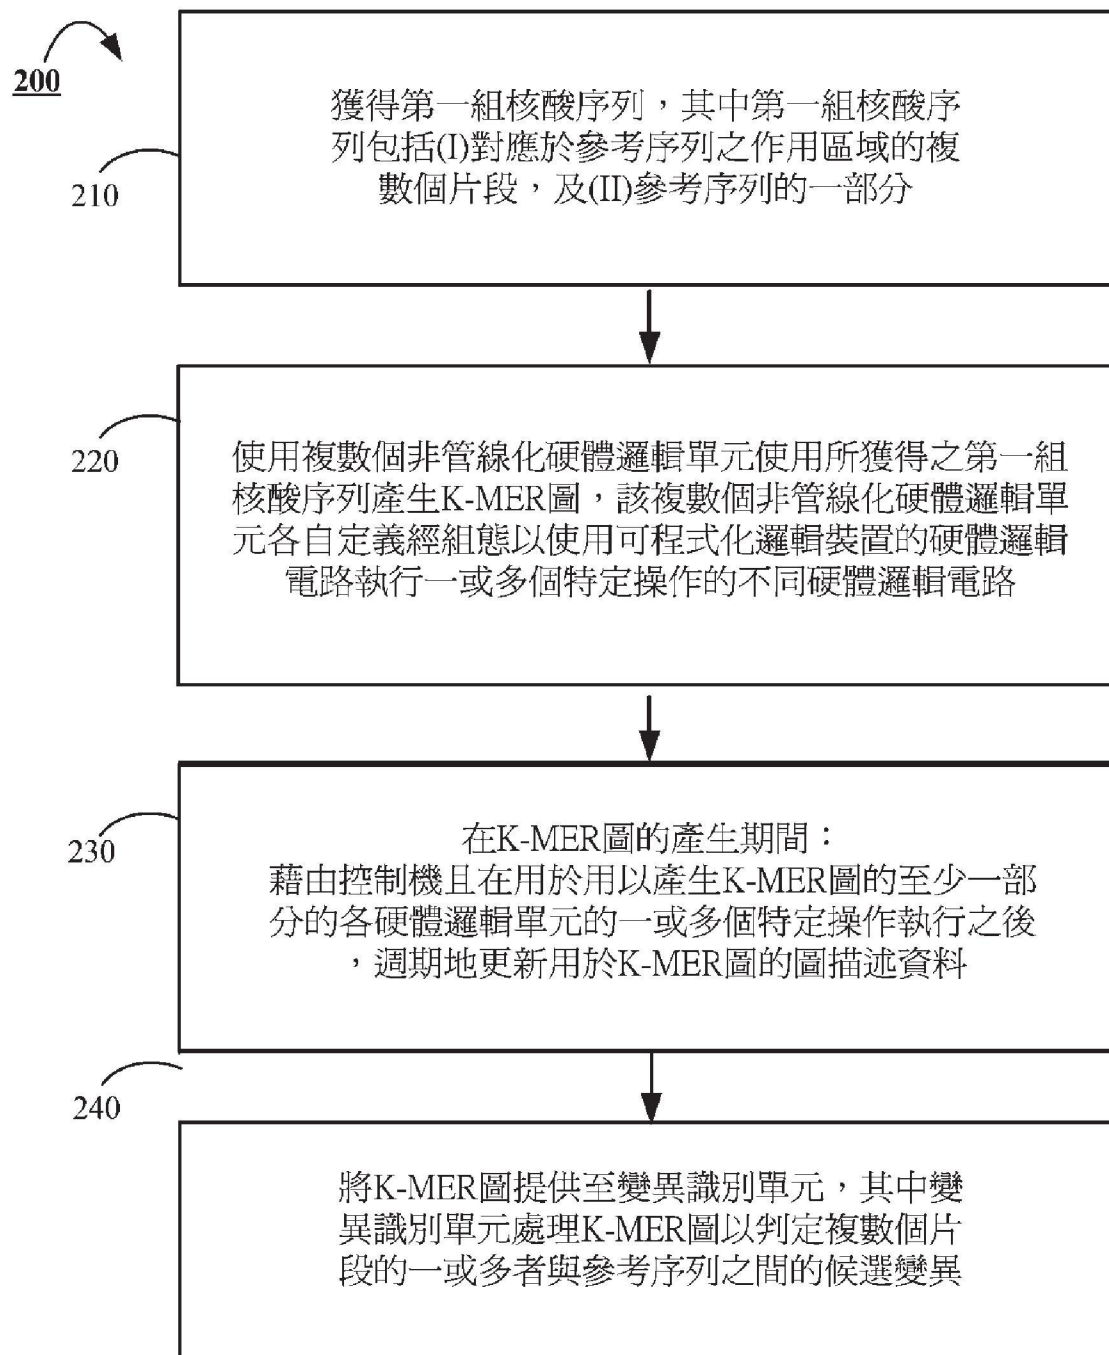 200
獲得第一組核酸序列，其中第一組核酸序
列包括(I)對應於參考序列之作用區域的複
數個片段，及(II)參考序列的一部分
210
220
使用複數個非管線化硬體邏輯單元使用所獲得之第一組
核酸序列產生K-MER圖，該複數個非管線化硬體邏輯單
元各自定義經組態以使用可程式化邏輯裝置的硬體邏輯
電路執行一或多個特定操作的不同硬體邏輯電路
230
在K-MER圖的產生期間：
藉由控制機且在用於用以產生K-MER圖的至少一部
分的各硬體邏輯單元的一或多個特定操作執行之後
，週期地更新用於K-MER圖的圖描述資料
240
將K-MER圖提供至變異識別單元，其中變
異識別單元處理K-MER圖以判定複數個片
段的一或多者與參考序列之間的候選變異